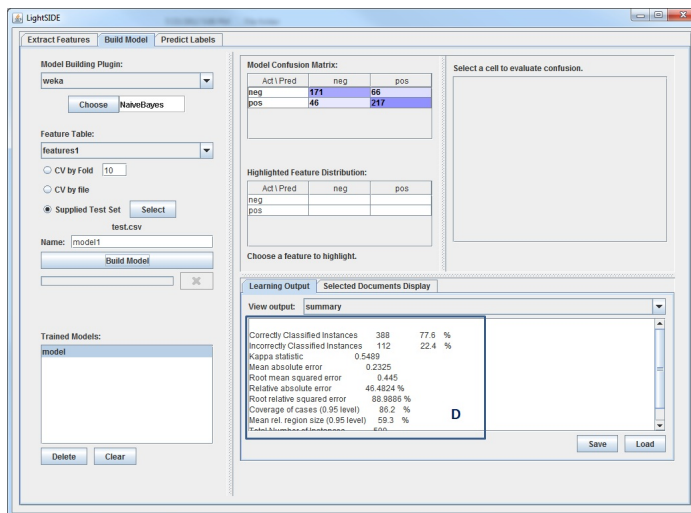 LightSIDE
Extract Features Build Model Predict Labels
Model Building Plugin:
weka
Choose NaiveBayes
Feature Table:
features1
CV by Fold 10
CV by file
Supplied Test Set Select
test.csv
Name: model1
Build Model
Trained Models:
model
Delete Clear
Model Confusion Matrix:
Act \ Pred neg pos
neg 171 66
pos 46 217
Highlighted Feature Distribution:
Act \ Pred neg pos
neg
pos
Choose a feature to highlight.
Select a cell to evaluate confusion.
Learning Output Selected Documents Display
View output: summary
Correctly Classified Instances 388 77.6 %
Incorrectly Classified Instances 112 22.4 %
Kappa statistic 0.5489
Mean absolute error 0.2325
Root mean squared error 0.445
Relative absolute error 46.4824 %
Root relative squared error 88.9886 %
Coverage of cases (0.95 level) 86.2 %
Mean rel. region size (0.95 level) 59.3 %
Total Number of Instances 500
D
Save Load